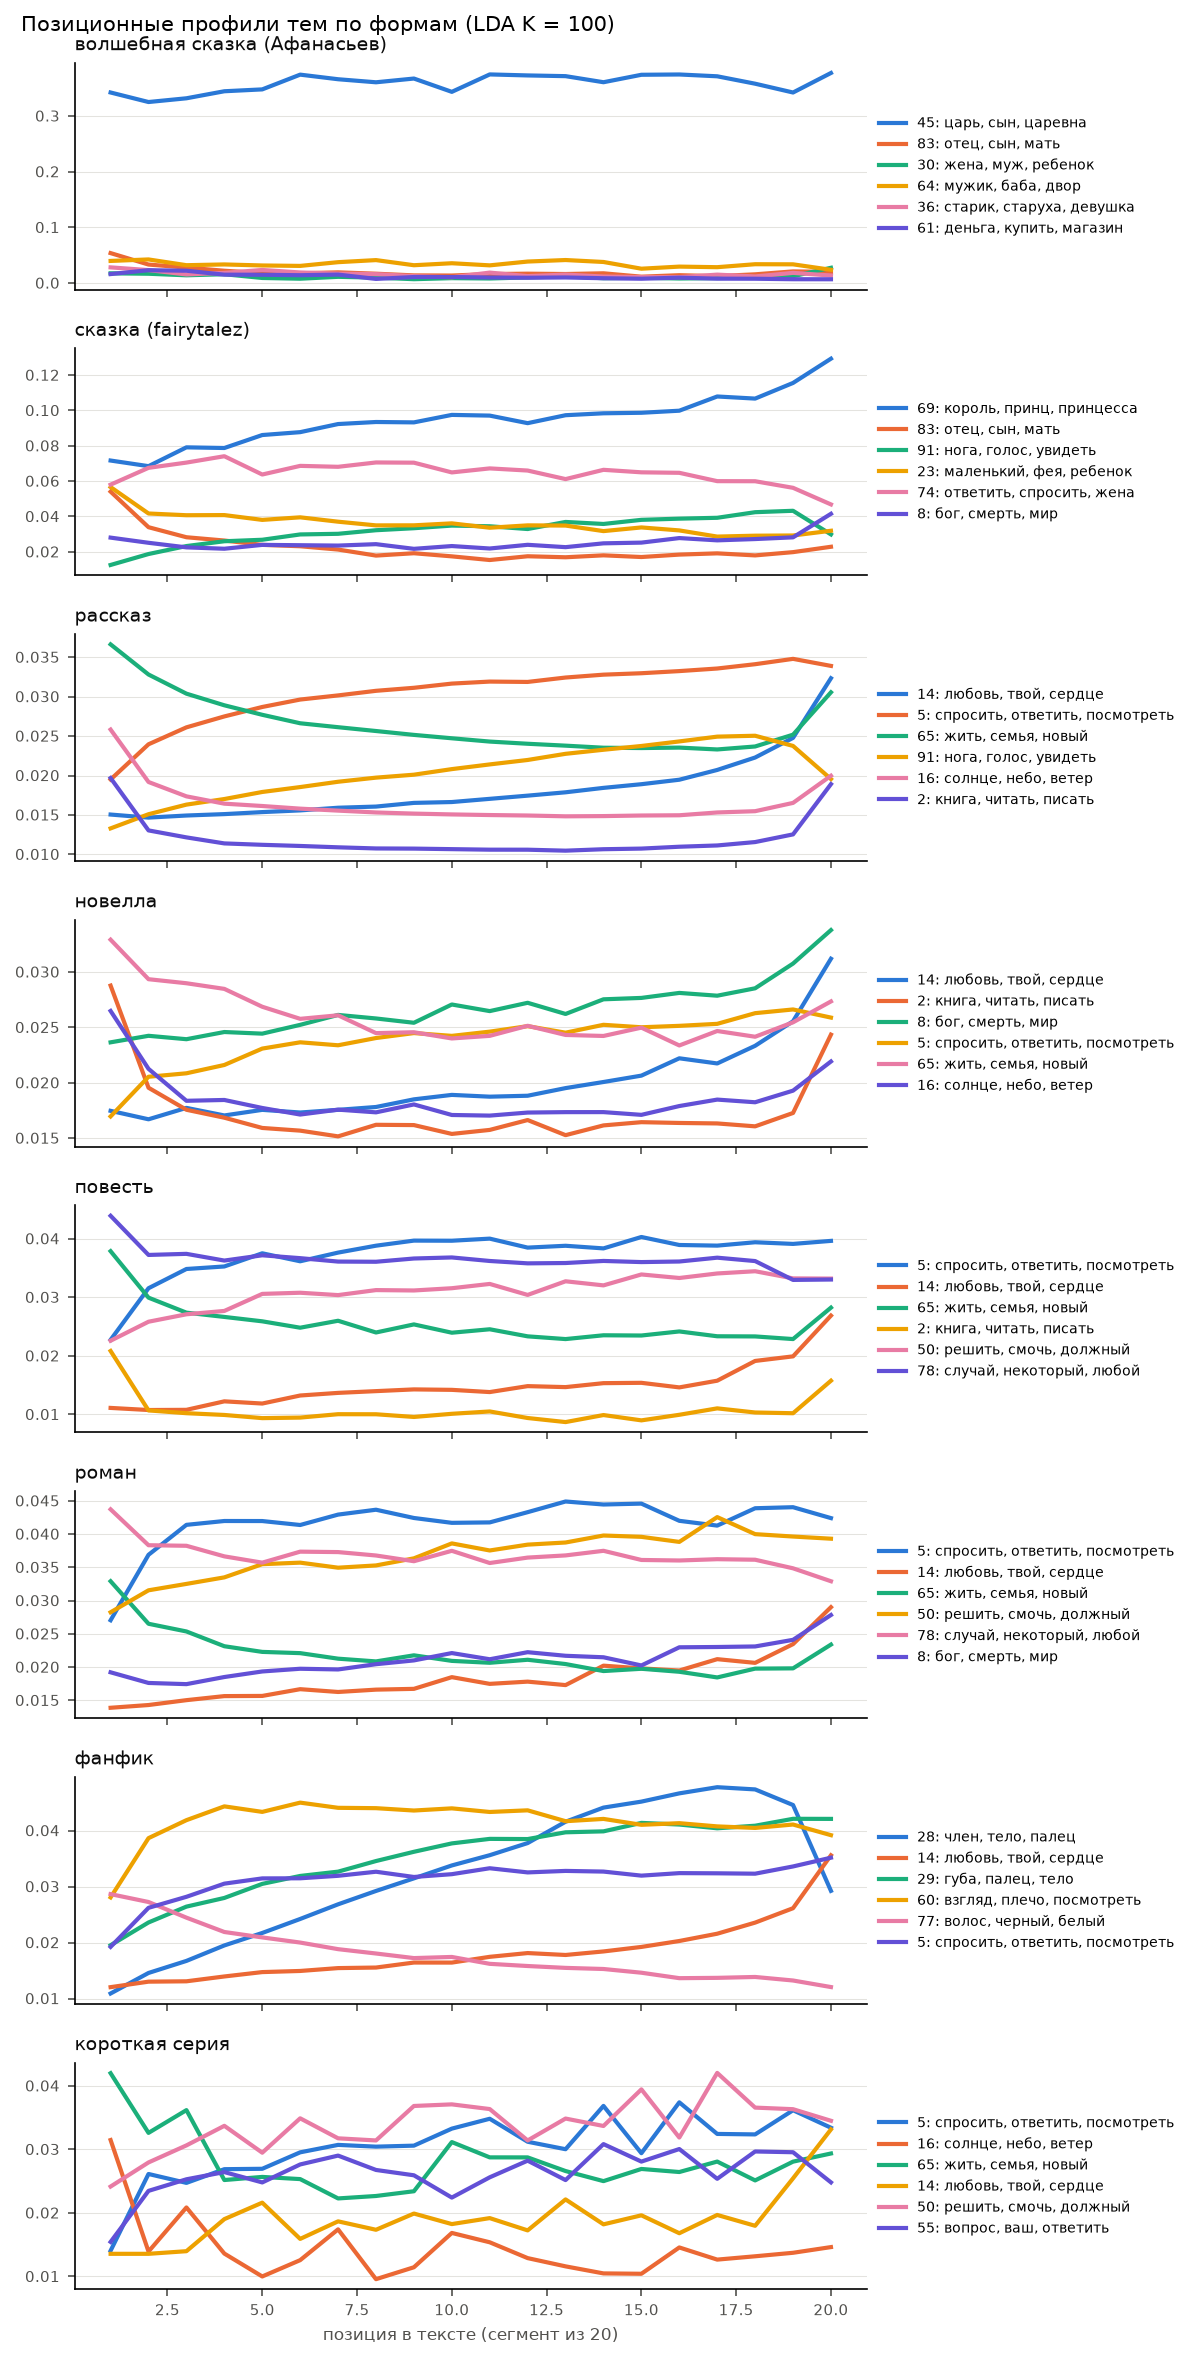 Позиционные профили тем по формам (LDA K = 100)
волшебная сказка (Афанасьев)
0.3
0.2
0.1
0.0
45: царь, сын, царевна
83: отец, сын, мать
30: жена, муж, ребенок
64: мужик, баба, двор
36: старик, старуха, девушка
61: деньга, купить, магазин
сказка (fairytalez)
0.12
0.10
0.08
0.06
0.04
0.02
69: король, принц, принцесса
83: отец, сын, мать
91: нога, голос, увидеть
23: маленький, фея, ребенок
74: ответить, спросить, жена
8: бог, смерть, мир
рассказ
0.035
0.030
0.025
0.020
0.015
0.010
14: любовь, твой, сердце
5: спросить, ответить, посмотреть
65: жить, семья, новый
91: нога, голос, увидеть
16: солнце, небо, ветер
2: книга, читать, писать
новелла
0.030
0.025
0.020
0.015
14: любовь, твой, сердце
2: книга, читать, писать
8: бог, смерть, мир
5: спросить, ответить, посмотреть
65: жить, семья, новый
16: солнце, небо, ветер
повесть
0.04
0.03
0.02
0.01
5: спросить, ответить, посмотреть
14: любовь, твой, сердце
65: жить, семья, новый
2: книга, читать, писать
50: решить, смочь, должный
78: случай, некоторый, любой
роман
0.045
0.040
0.035
0.030
0.025
0.020
0.015
5: спросить, ответить, посмотреть
14: любовь, твой, сердце
65: жить, семья, новый
50: решить, смочь, должный
78: случай, некоторый, любой
8: бог, смерть, мир
фанфик
0.04
0.03
0.02
0.01
28: член, тело, палец
14: любовь, твой, сердце
29: губа, палец, тело
60: взгляд, плечо, посмотреть
77: волос, черный, белый
5: спросить, ответить, посмотреть
короткая серия
0.04
0.03
0.02
0.01
5: спросить, ответить, посмотреть
16: солнце, небо, ветер
65: жить, семья, новый
14: любовь, твой, сердце
50: решить, смочь, должный
55: вопрос, ваш, ответить
2.5 5.0 7.5 10.0 12.5 15.0 17.5 20.0
позиция в тексте (сегмент из 20)